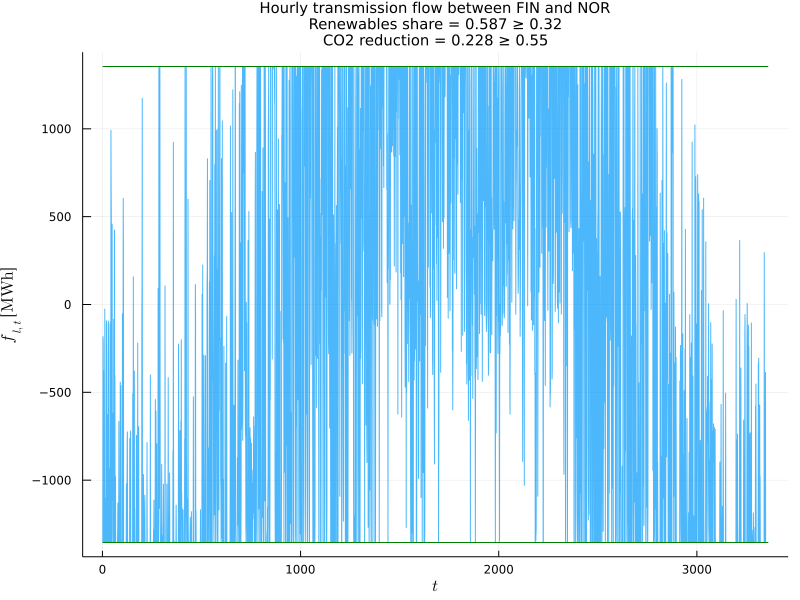 Hourly transmission flow between FIN and NOR
Renewables share = 0.587 ≥ 0.32
CO2 reduction = 0.228 ≥ 0.55
1000
500
0
−500
−1000
f l,t [MWh]
0
1000
2000
3000
t